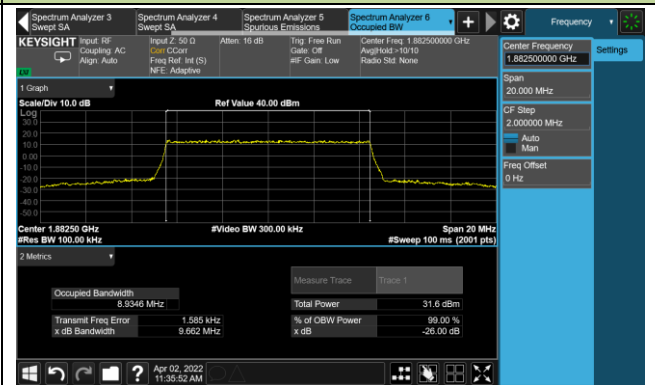 Spectrum Analyzer 3
Swept SA
Spectrum Analyzer 4
Swept SA
Spectrum Analyzer 5
Spurious Emissions
Spectrum Analyzer 6
Occupied BW
Frequency
KEYSIGHT
Input: RF
Coupling: AC
Align: Auto
Input Z: 50 Ω
Corr CCorr
Freq Ref: Int (S)
NFE: Adaptive
Atten: 16 dB
Trig: Free Run
Gate: Off
#IF Gain: Low
Center Freq: 1.882500000 GHz
Avg|Hold:>10/10
Radio Std: None
Center Frequency
1.882500000 GHz
Settings
Span
20.000 MHz
CF Step
2.000000 MHz
Auto
Man
Freq Offset
0 Hz
1 Graph
Scale/Div 10.0 dB
Ref Value 40.00 dBm
Log
30.0
20.0
10.0
0.00
-10.0
-20.0
-30.0
-40.0
-50.0
Center 1.88250 GHz
#Video BW 300.00 kHz
Span 20 MHz
#Res BW 100.00 kHz
#Sweep 100 ms (2001 pts)
2 Metrics
Measure Trace
Trace 1
Occupied Bandwidth
8.9346 MHz
Total Power
31.6 dBm
Transmit Freq Error
1.585 kHz
% of OBW Power
99.00 %
x dB Bandwidth
9.662 MHz
x dB
-26.00 dB
Apr 02, 2022
11:35:52 AM